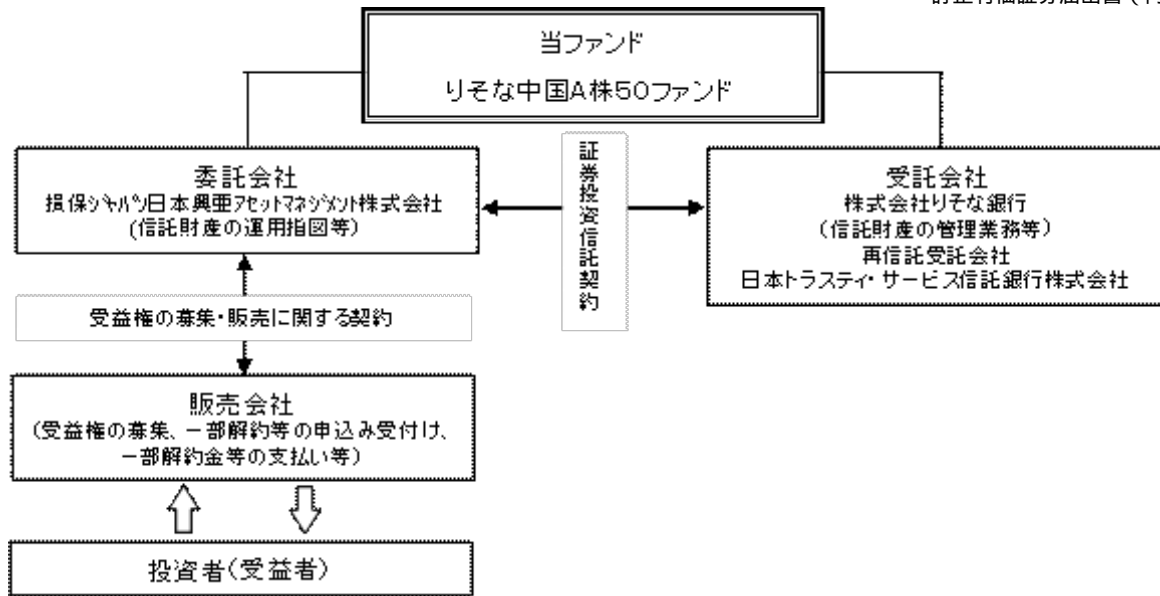 当ファンド
りそな中国A株50ファンド
委託会社
損保ｼﾞｬﾊﾟﾝ日本興亜ｱｾｯﾄﾏﾈｼﾞﾒﾝﾄ株式会社
(信託財産の運用指図等)
証券投資信託契約
受託会社
株式会社りそな銀行
(信託財産の管理業務等)
再信託受託会社
日本トラスティ・サービス信託銀行株式会社
受益権の募集・販売に関する契約
販売会社
(受益権の募集、一部解約等の申込み受付け、
一部解約金等の支払い等)
投資者(受益者)